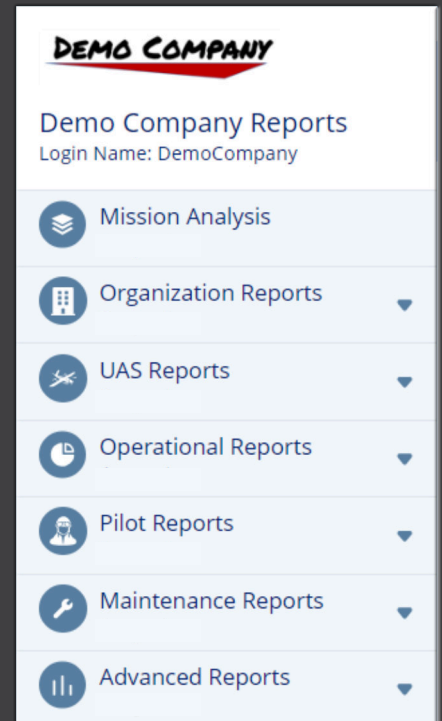 DEMO COMPANY
Demo Company Reports
Login Name: DemoCompany
Mission Analysis
Organization Reports
UAS Reports
Operational Reports
Pilot Reports
Maintenance Reports
Advanced Reports